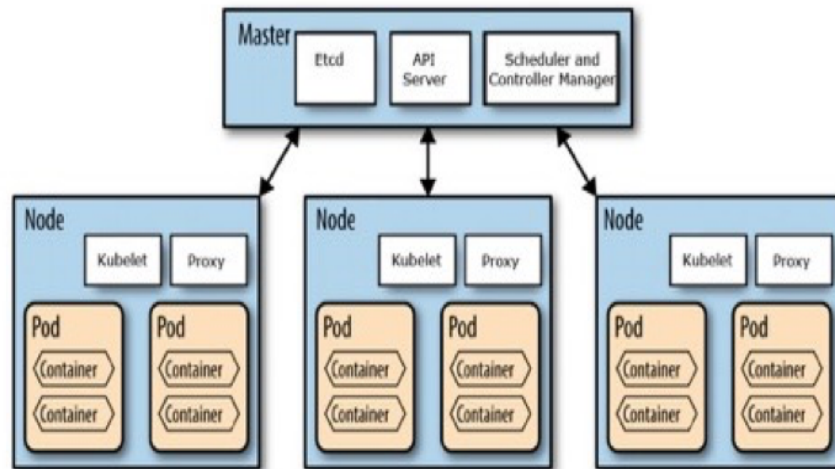 Master
Etcd
API
Server
Scheduler and
Controller Manager
Node
Kubelet
Proxy
Pod
Container
Container
Pod
Container
Container
Node
Kubelet
Proxy
Pod
Container
Container
Pod
Container
Container
Node
Kubelet
Proxy
Pod
Container
Container
Pod
Container
Container